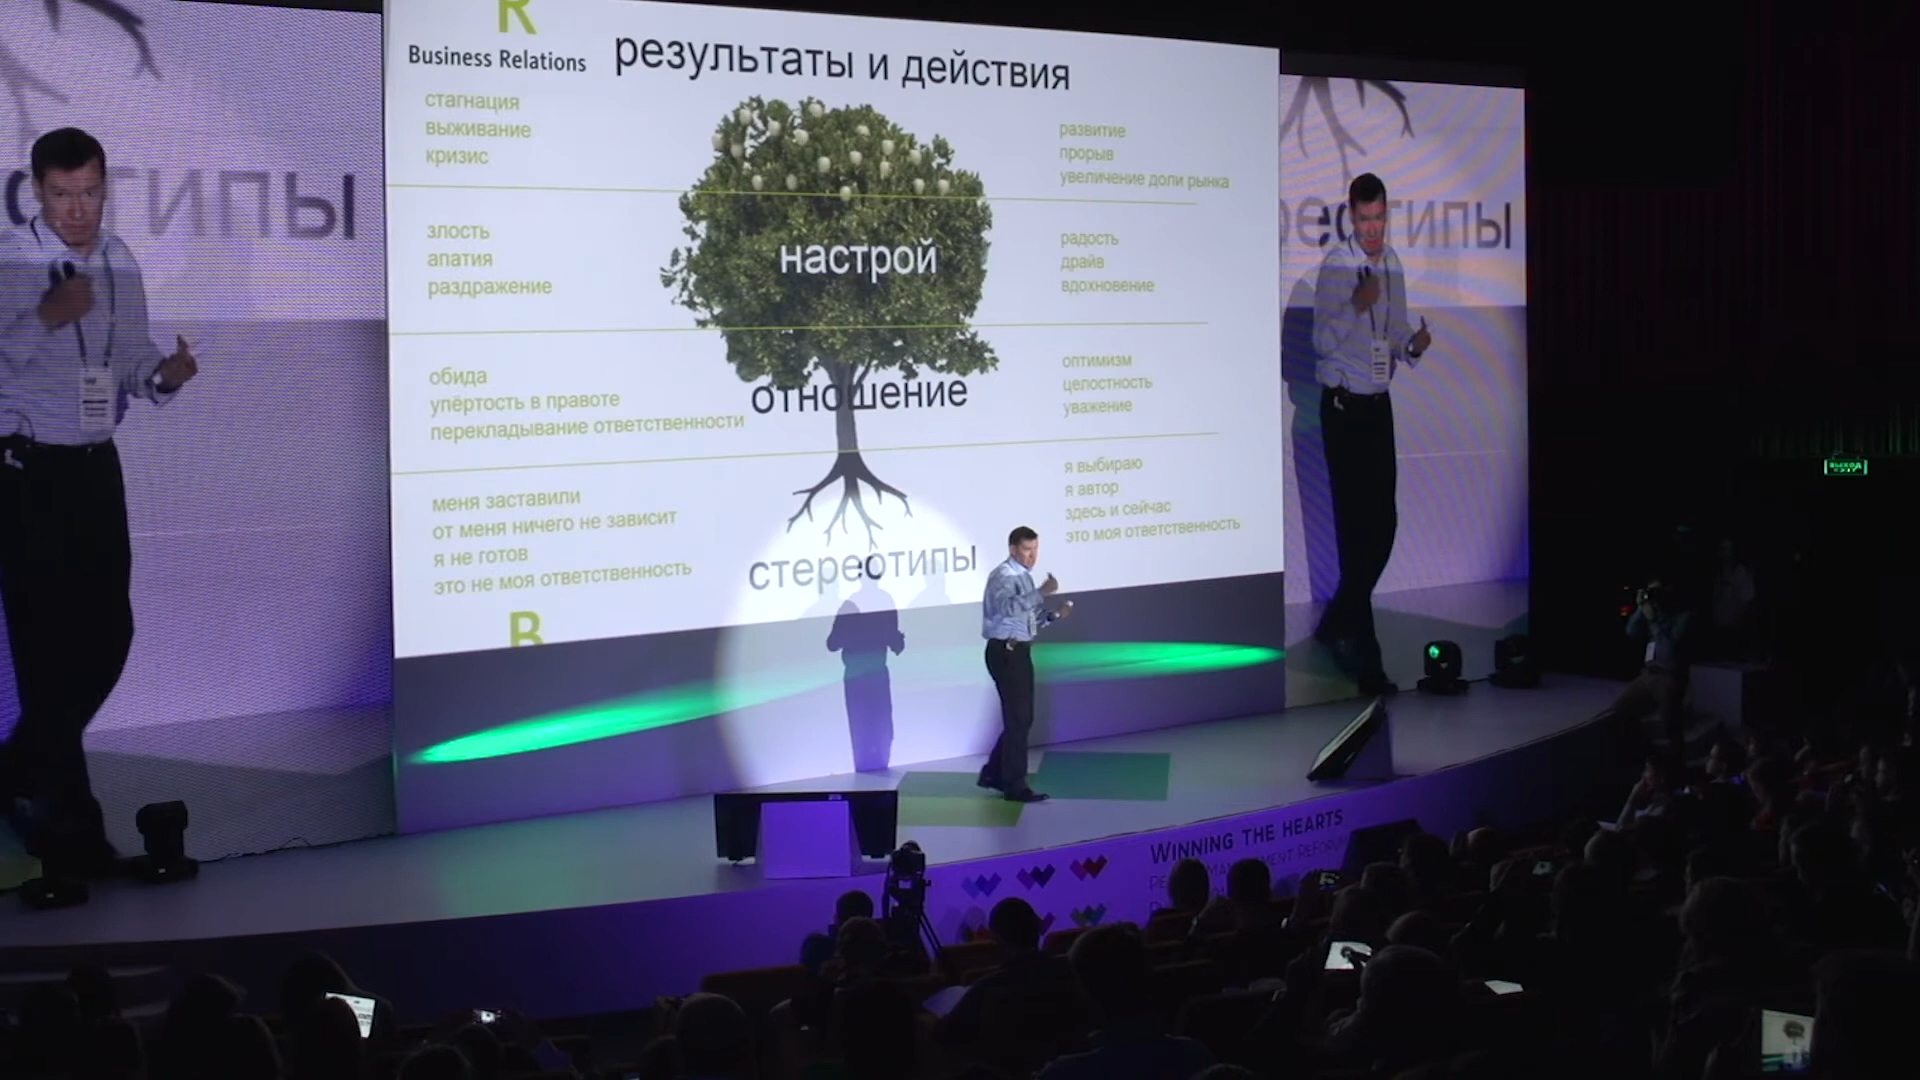 R
Business Relations
результаты и действия
стагнация
выживание
кризис
развитие
прорыв
увеличение доли рынка
настрой
злость
апатия
раздражение
радость
драйв
вдохновение
отношение
обида
упёртость в правоте
перекладывание ответственности
оптимизм
целостность
уважение
стереотипы
меня заставили
от меня ничего не зависит
я не готов
это не моя ответственность
я выбираю
я автор
здесь и сейчас
это моя ответственность
R
ВЫХОД
WINNING THE HEARTS